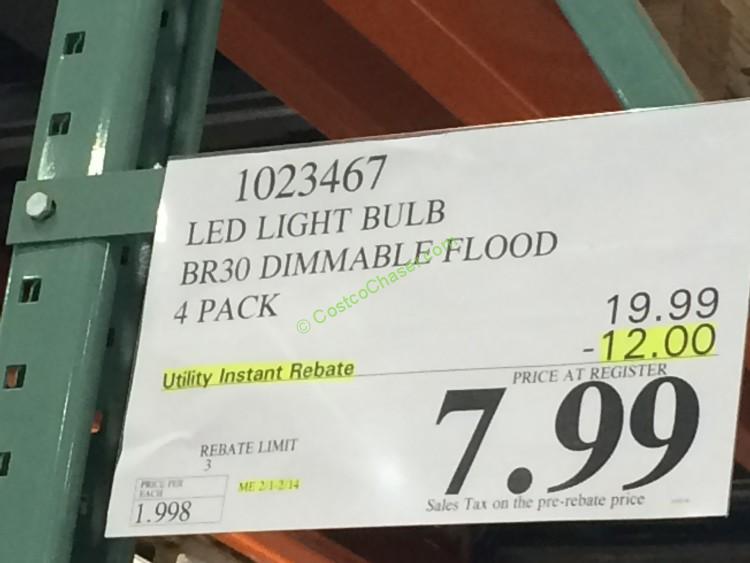 1023467
LED LIGHT BULB
BR30 DIMMABLE FLOOD
4 PACK
© CostcoChaser.com
19.99
-12.00
Utility Instant Rebate
PRICE AT REGISTER
7.99
REBATE LIMIT
3
PRICE PER
EACH
1.998
ME 2/1-2/14
Sales Tax on the pre-rebate price